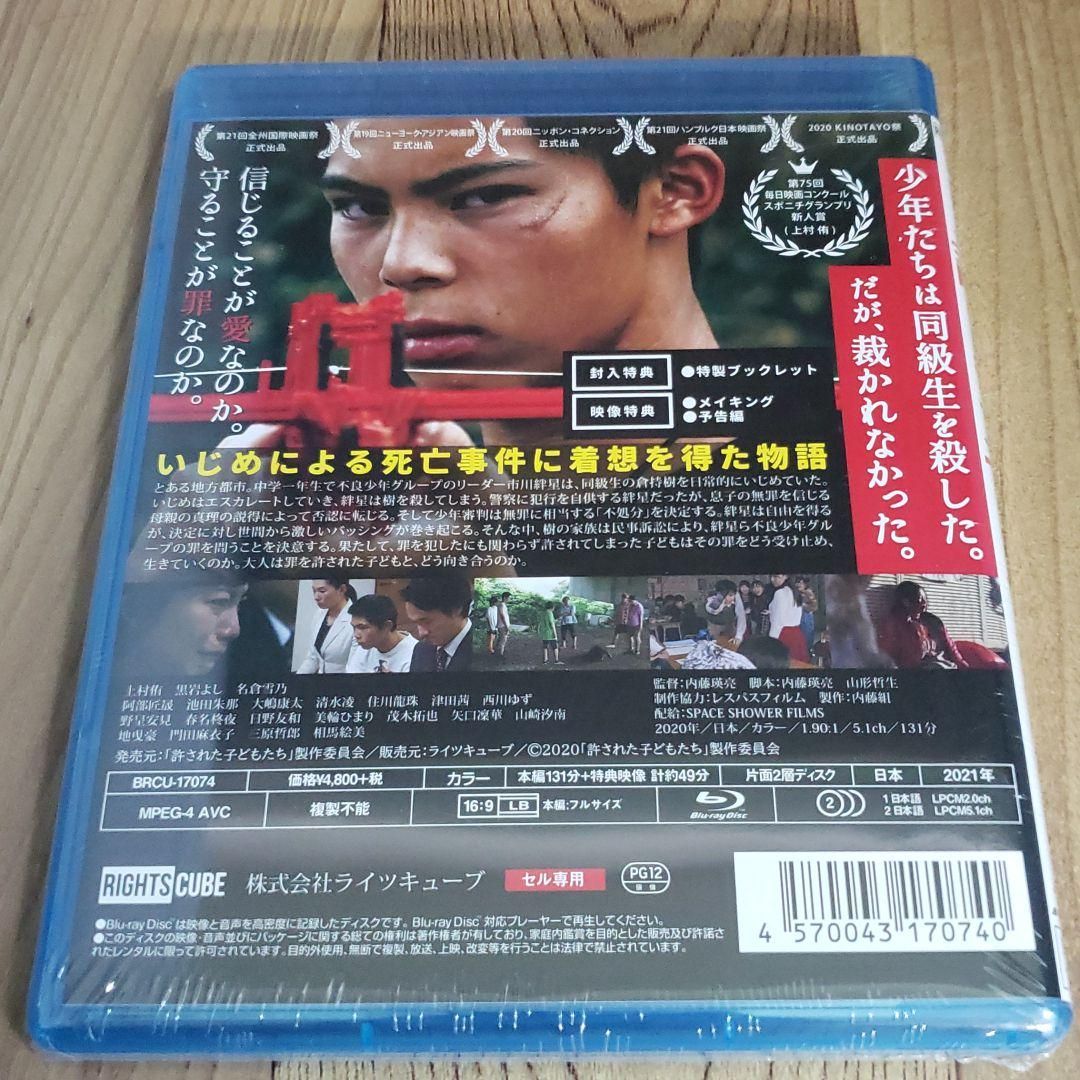 第21回全州国際映画祭
正式出品
第19回ニューヨーク・アジアン映画祭
正式出品
第20回ニッポン・コネクション
正式出品
第21回ハンブルク日本映画祭
正式出品
2020 KINOTAYO祭
正式出品
第75回
毎日映画コンクール
スポニチグランプリ
新人賞
(上村 侑)
少年たちは同級生を殺した。
だが、裁かれなかった。
信じることが愛なのか。
守ることが罪なのか。
封入特典 ●特製ブックレット
映像特典 ●メイキング
●予告編
いじめによる死亡事件に着想を得た物語
とある地方都市。中学一年生で不良少年グループのリーダー市川絆星は、同級生の倉持樹を日常的にいじめていた。
いじめはエスカレートしていき、絆星は樹を殺してしまう。警察に犯行を自供する絆星だったが、息子の無罪を信じる
母親の真理の説得によって否認に転じる。そして少年審判は無罪に相当する「不処分」を決定する。絆星は自由を得る
が、決定に対し世間から激しいバッシングが巻き起こる。そんな中、樹の家族は民事訴訟により、絆星ら不良少年グル
ープの罪を問うことを決意する。果たして、罪を犯したにも関わらず許されてしまった子どもはその罪をどう受け止め、
生きていくのか。大人は罪を許された子どもと、どう向き合うのか。
上村侑 黒岩よし 名倉雪乃
阿部匠晟 池田朱那 大嶋康太 清水凌 住川龍珠 津田茜 西川ゆず
野呈安見 春名柊夜 日野友和 美輪ひまり 茂木拓也 矢口凜華 山崎汐南
地曵豪 門田麻衣子 三原哲郎 相馬絵美
監督:内藤瑛亮 脚本:内藤瑛亮 山形哲生
制作協力:レスパスフィルム 製作:内藤組
配給:SPACE SHOWER FILMS
2020年/日本/カラー/1.90:1/5.1ch/131分
発売元:「許された子どもたち」製作委員会/販売元:ライツキューブ/©2020「許された子どもたち」製作委員会
BRCU-17074 価格¥4,800+税 カラー 本編131分+特典映像 計約49分 片面2層ディスク 日本 2021年
MPEG-4 AVC 複製不能 16:9 LB 本編:フルサイズ Blu-ray Disc 2 1 日本語 LPCM2.0ch
2 日本語 LPCM5.1ch
RIGHTS CUBE 株式会社ライツキューブ セル専用 PG12 映倫
●Blu-ray Discは映像と音声を高密度に記録したディスクです。Blu-ray Disc 対応プレーヤーで再生してください。
●このディスクの映像・音声並びにパッケージに関する総ての権利は著作権者が有しており、家庭内鑑賞を目的とした販売及び許諾さ
れたレンタルに限って許可されています。目的外使用、無断で複製、放送、上映、改変等を行うことは法律で禁止されています。
4 570043 170740